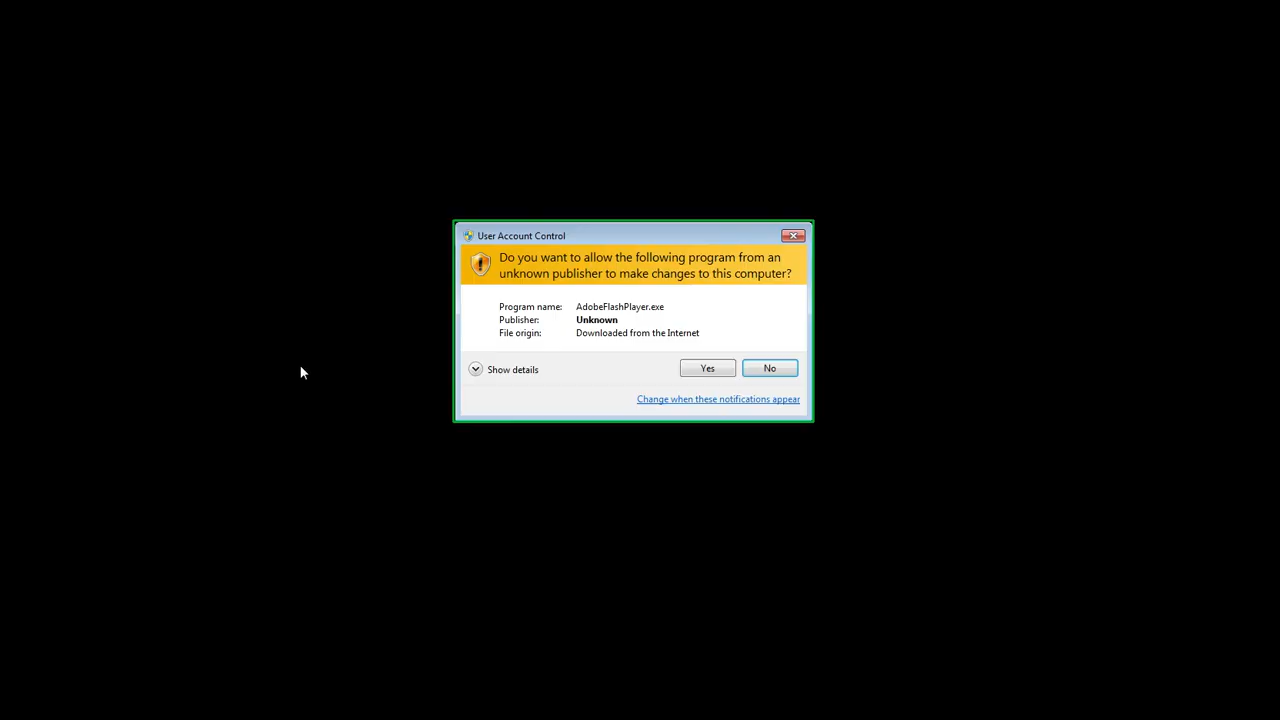 User Account Control
Do you want to allow the following program from an
unknown publisher to make changes to this computer?
Program name: AdobeFlashPlayer.exe
Publisher: Unknown
File origin: Downloaded from the Internet
Show details
Yes
No
Change when these notifications appear